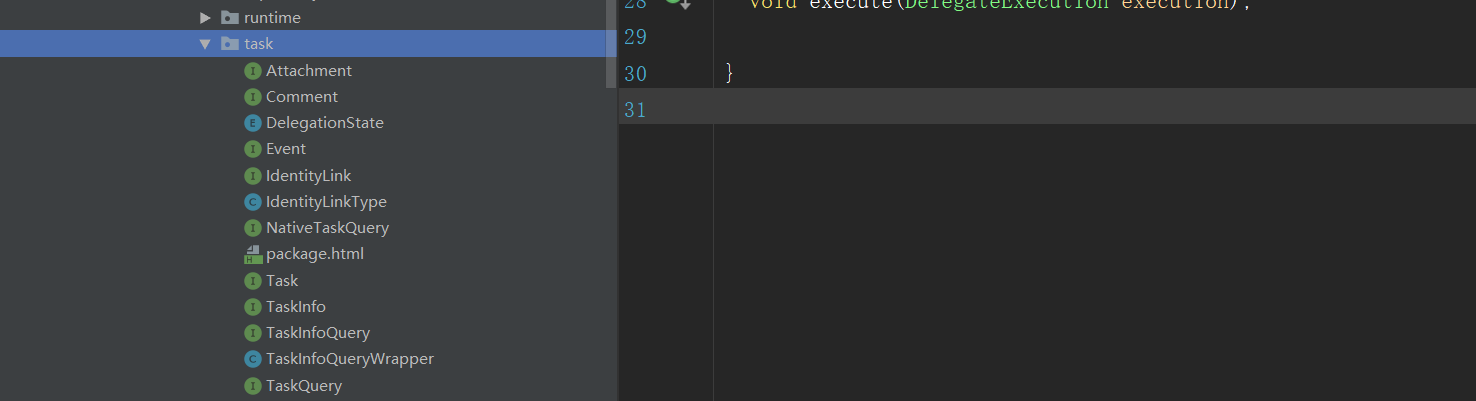 runtime
task
Attachment
Comment
DelegationState
Event
IdentityLink
IdentityLinkType
NativeTaskQuery
package.html
Task
TaskInfo
TaskInfoQuery
TaskInfoQueryWrapper
TaskQuery
28 void execute(DelegateExecution execution);
29
30 }
31